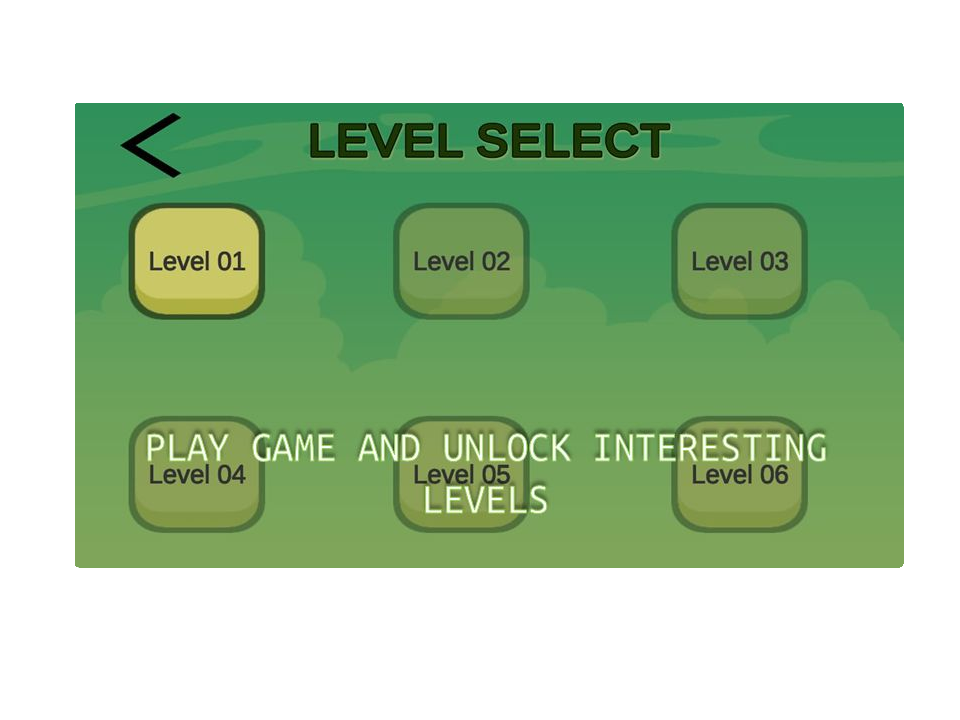 LEVEL SELECT
Level 01
Level 02
Level 03
PLAY GAME AND UNLOCK INTERESTING
Level 04
Level 05
Level 06
LEVELS